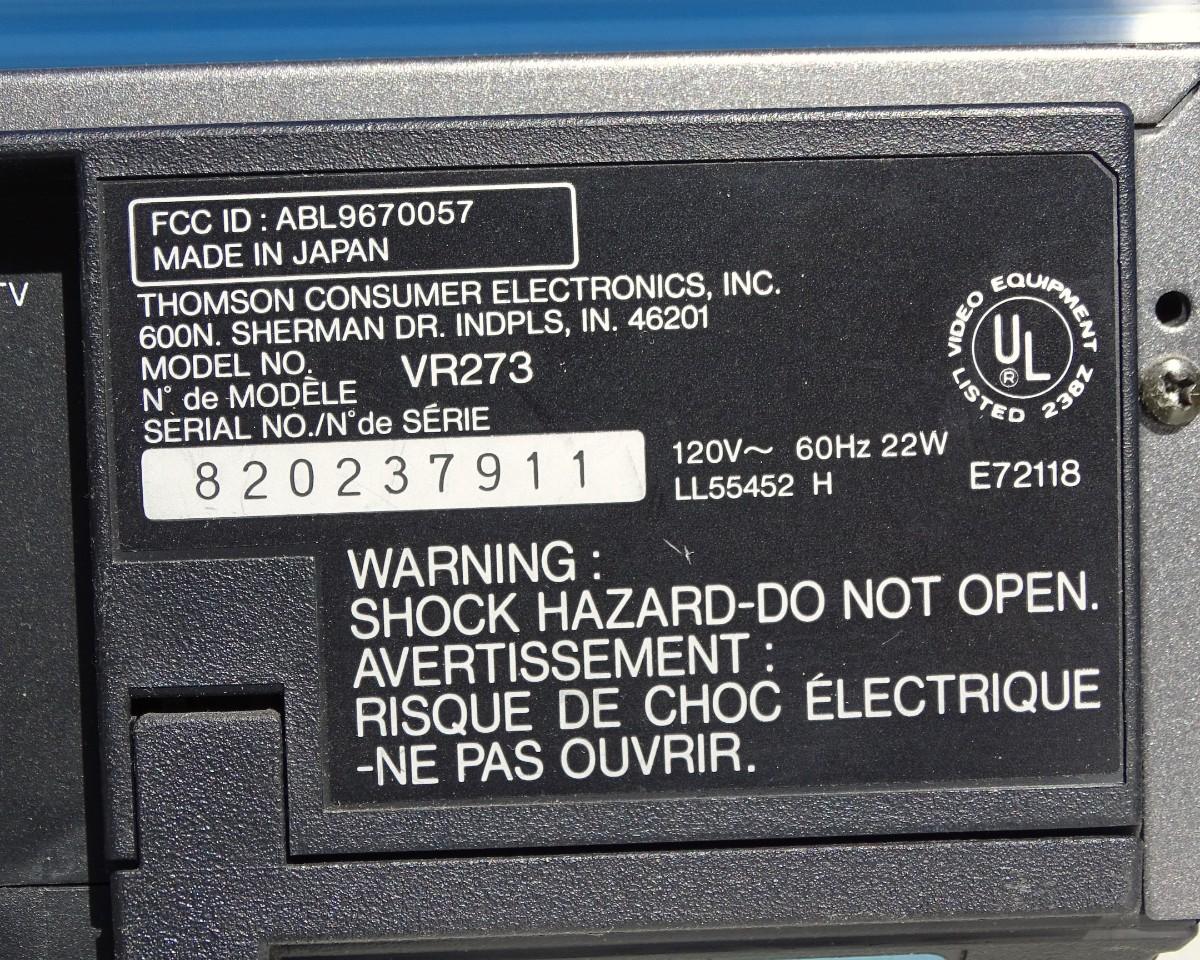 TV
FCC ID : ABL9670057
MADE IN JAPAN
THOMSON CONSUMER ELECTRONICS, INC.
600N. SHERMAN DR. INDPLS, IN. 46201
MODEL NO.
N° de MODÈLE
VR273
SERIAL NO./N° de SÉRIE
820237911
120V~ 60Hz 22W
LL55452 H
VIDEO EQUIPMENT
UL
®
LISTED 238Z
E72118
WARNING :
SHOCK HAZARD-DO NOT OPEN.
AVERTISSEMENT :
RISQUE DE CHOC ÉLECTRIQUE
-NE PAS OUVRIR.